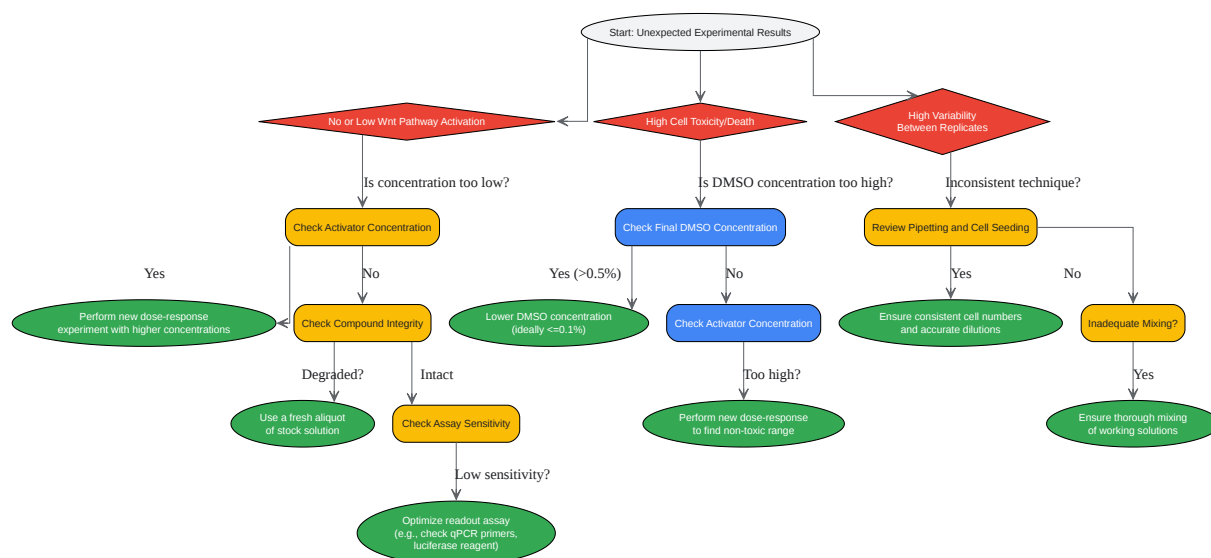 Start: Unexpected Experimental Results
No or Low Wnt Pathway Activation
High Cell Toxicity/Death
High Variability
Between Replicates
Is concentration too low?
Is DMSO concentration too high?
Inconsistent technique?
Check Activator Concentration
Check Final DMSO Concentration
Review Pipetting and Cell Seeding
Yes
No
Yes (>0.5%)
No
Yes
No
Perform new dose-response
experiment with higher concentrations
Check Compound Integrity
Lower DMSO concentration
(ideally <=0.1%)
Check Activator Concentration
Ensure consistent cell numbers
and accurate dilutions
Inadequate Mixing?
Degraded?
Intact
Too high?
Yes
Use a fresh aliquot
of stock solution
Check Assay Sensitivity
Perform new dose-response
to find non-toxic range
Ensure thorough mixing
of working solutions
Low sensitivity?
Optimize readout assay
(e.g., check qPCR primers,
luciferase reagent)